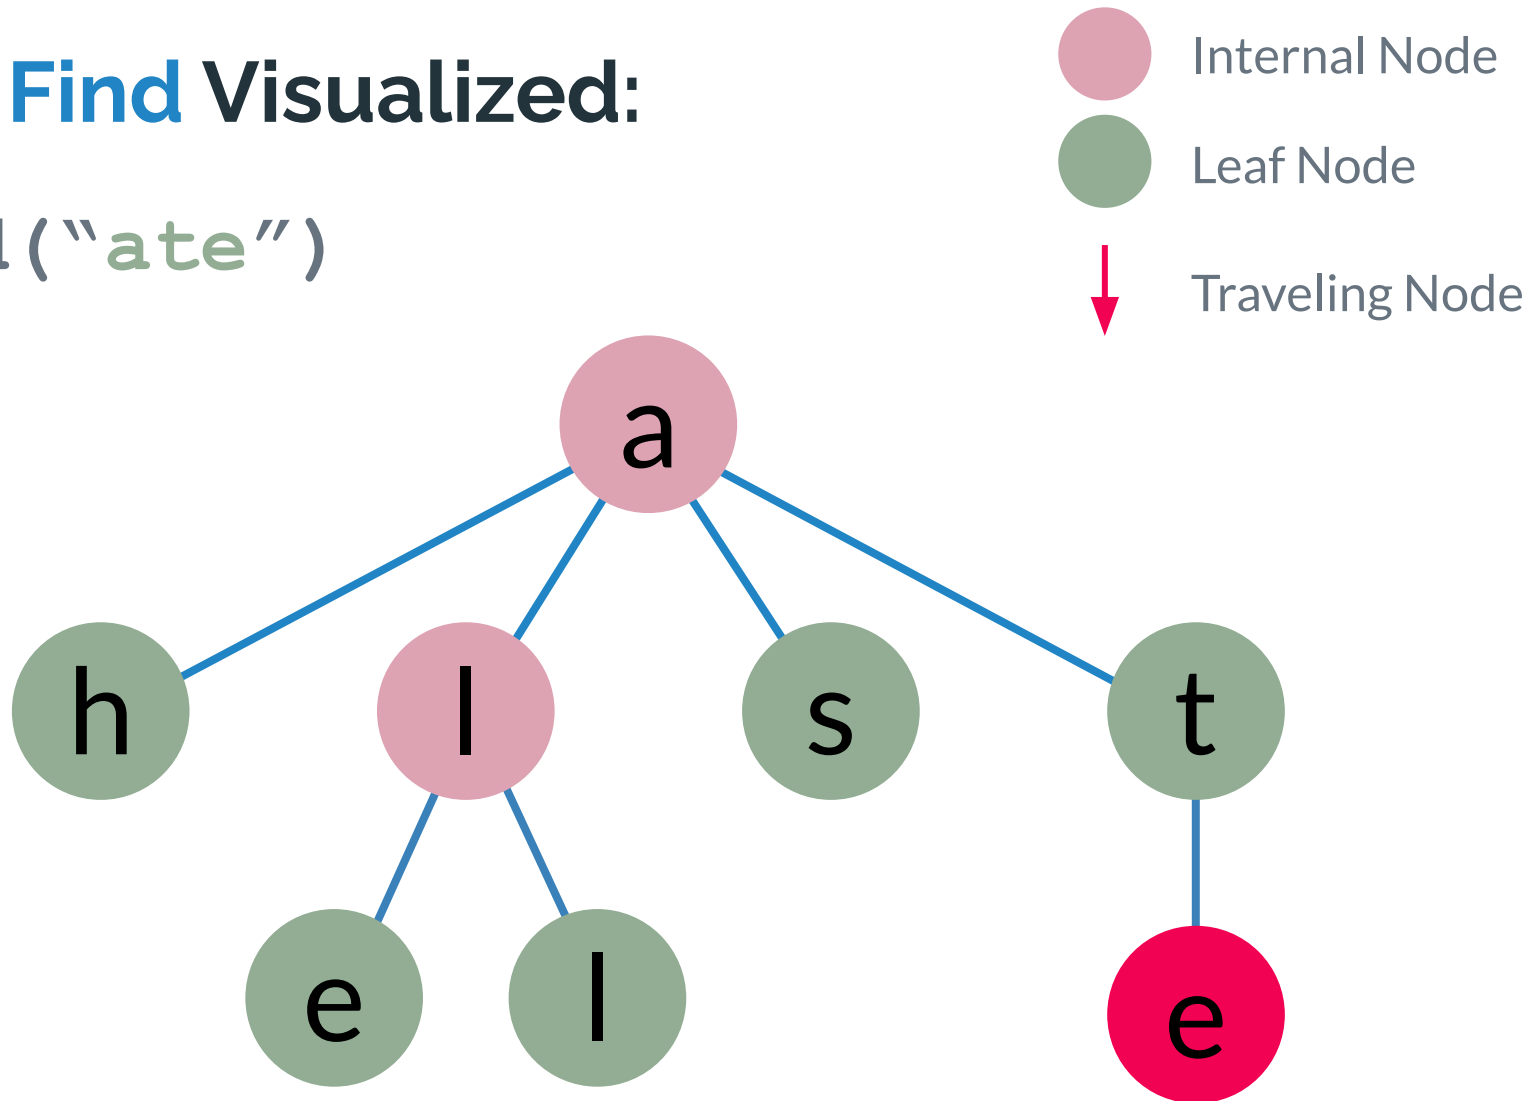 Find Visualized:
("ate")
Internal Node
Leaf Node
Traveling Node
a
h
l
s
t
e
l
e